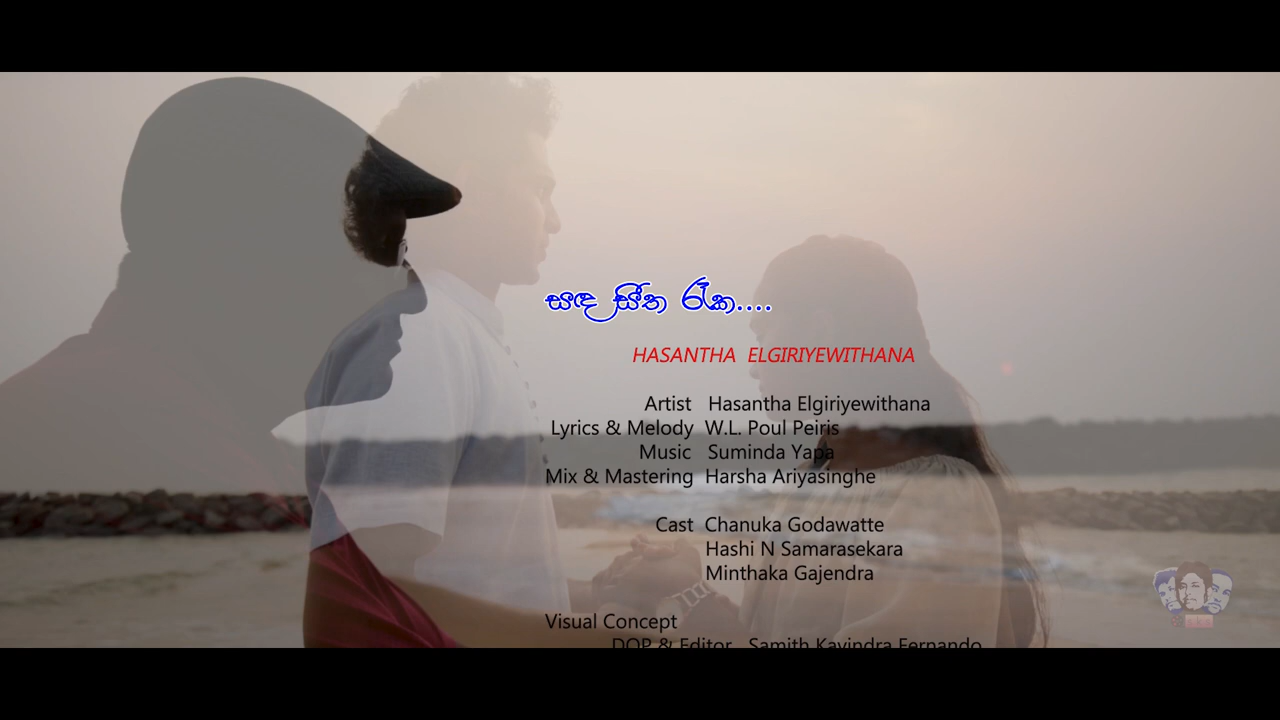 සඳ සීත රෑක....
HASANTHA ELGIRIYEWITHANA
Artist Hasantha Elgiriyewithana
Lyrics & Melody W.L. Poul Peiris
Music Suminda Yapa
Mix & Mastering Harsha Ariyasinghe
Cast Chanuka Godawatte
Hashi N Samarasekara
Minthaka Gajendra
Visual Concept
DOP & Editor Samith Kavindra Fernando